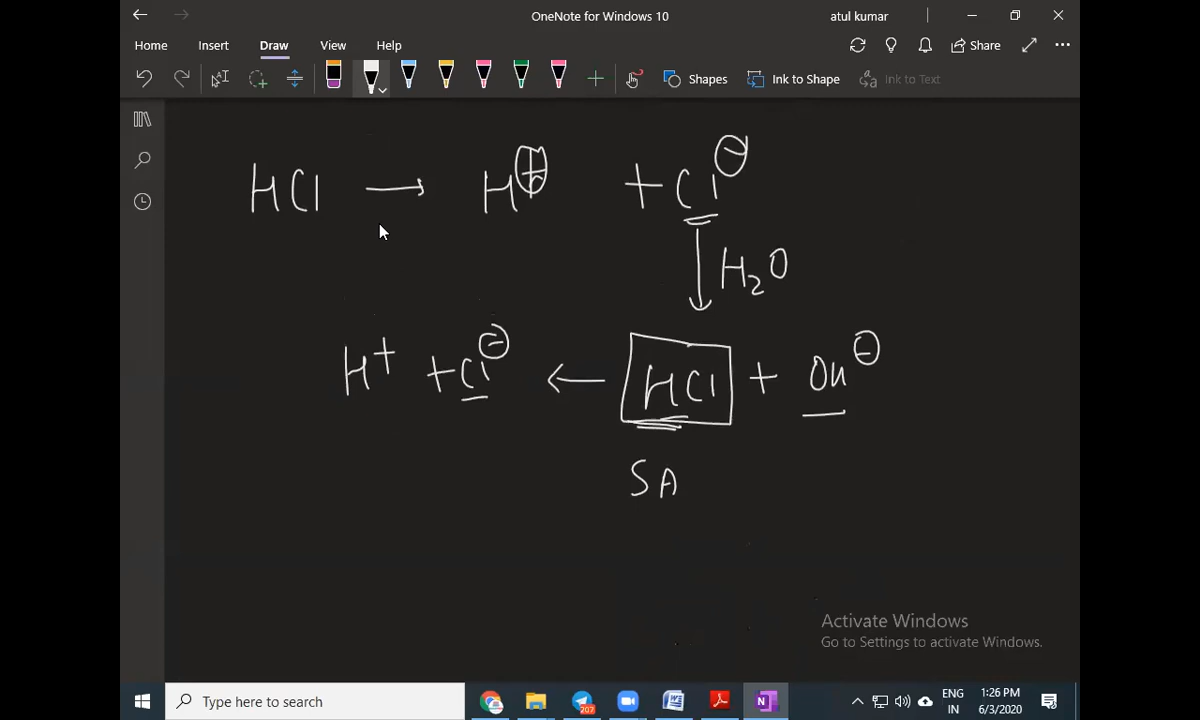 OneNote for Windows 10
atul kumar
Home Insert Draw View Help
Share
Shapes Ink to Shape Ink to Text
HCl → H⊕ + Cl⊖
↓ H₂O
H⁺ + Cl⊖ ← HCl + OH⊖
SA
Activate Windows
Go to Settings to activate Windows.
Type here to search
207
W
N
ENG
IN
1:26 PM
6/3/2020